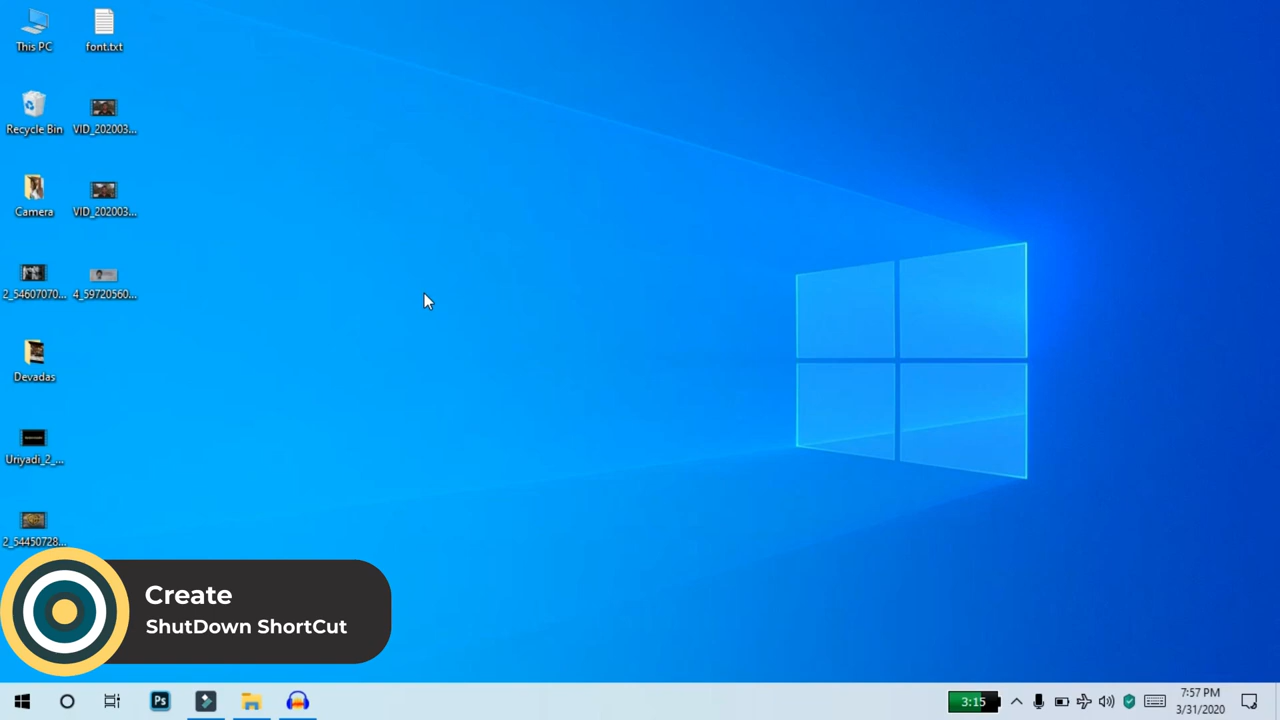 This PC
font.txt
Recycle Bin
VID_202003...
Camera
VID_202003...
2_54607070...
4_59720560...
Devadas
Uriyadi_2_...
2_54450728...
Create
ShutDown ShortCut
Ps
3:15
7:57 PM
3/31/2020